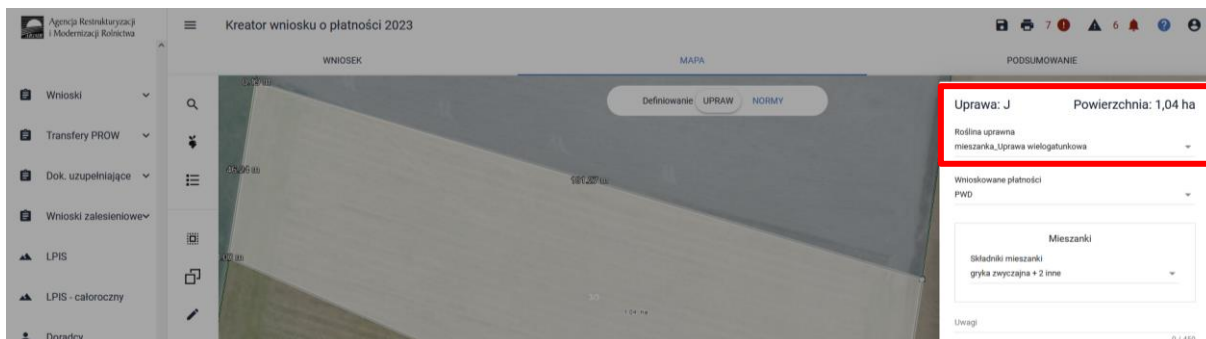 Agencja Restrukturyzacji
i Modernizacji Rolnictwa
Kreator wniosku o płatności 2023
7
6
WNIOSEK
MAPA
PODSUMOWANIE
Wnioski
Transfery PROW
Dok. uzupełniające
Wnioski zalesieniowe
LPIS
LPIS - całoroczny
Doradcy
Definiowanie UPRAW NORMY
Uprawa: J Powierzchnia: 1,04 ha
Roślina uprawna
mieszanka_Uprawa wielogatunkowa
Wnioskowane płatności
PWD
Mieszanki
Składniki mieszanki
gryka zwyczajna + 2 inne
Uwagi